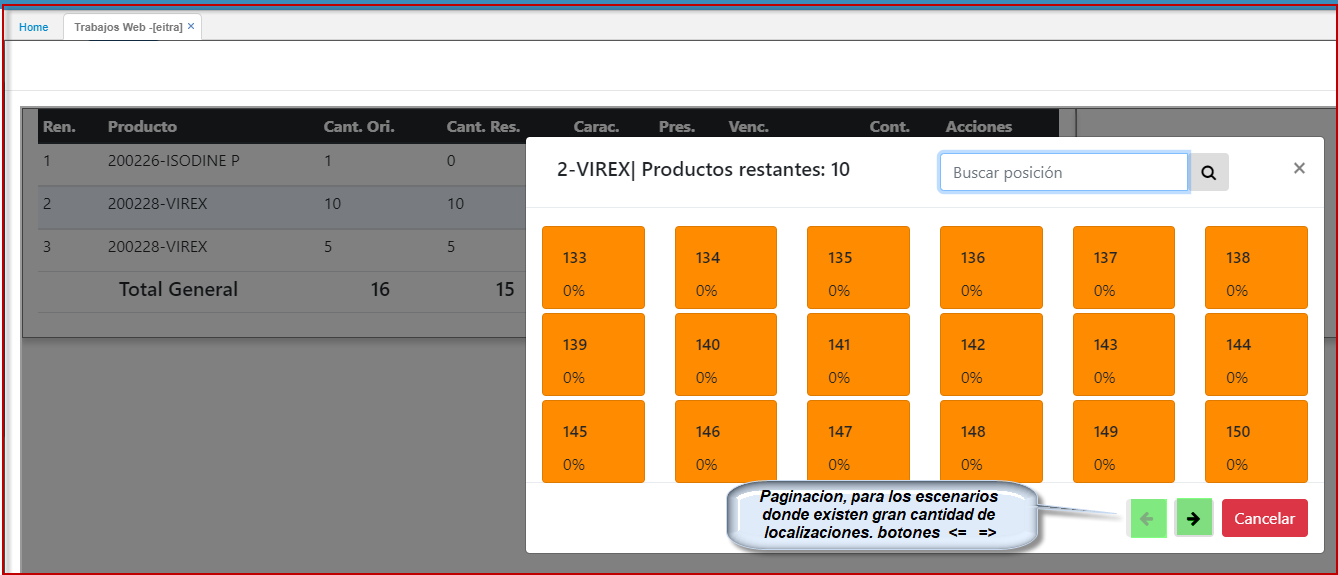 Home
Trabajos Web -[eitra] ×
Ren. Producto Cant. Ori. Cant. Res. Carac. Pres. Venc. Cont. Acciones
1 200226-ISODINE P 1 0
2 200228-VIREX 10 10
3 200228-VIREX 5 5
Total General 16 15
2-VIREX| Productos restantes: 10
Buscar posición
×
133 134 135 136 137 138
0% 0% 0% 0% 0% 0%
139 140 141 142 143 144
0% 0% 0% 0% 0% 0%
145 146 147 148 149 150
0% 0% 0% 0% 0% 0%
Paginacion, para los escenarios
donde existen gran cantidad de
localizaciones. botones <= =>
Cancelar